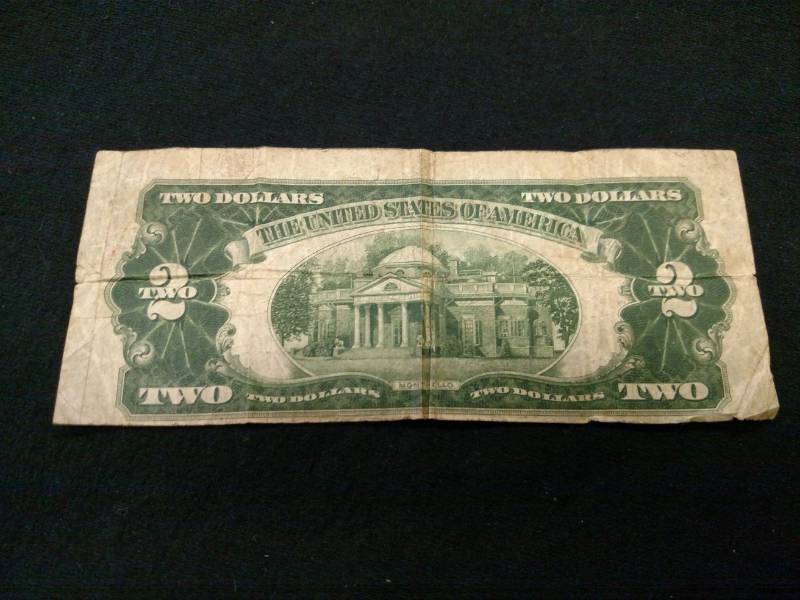 TWO DOLLARS TWO DOLLARS
THE UNITED STATES OF AMERICA
2 2
TWO TWO
MONTICELLO
TWO TWO DOLLARS TWO DOLLARS TWO